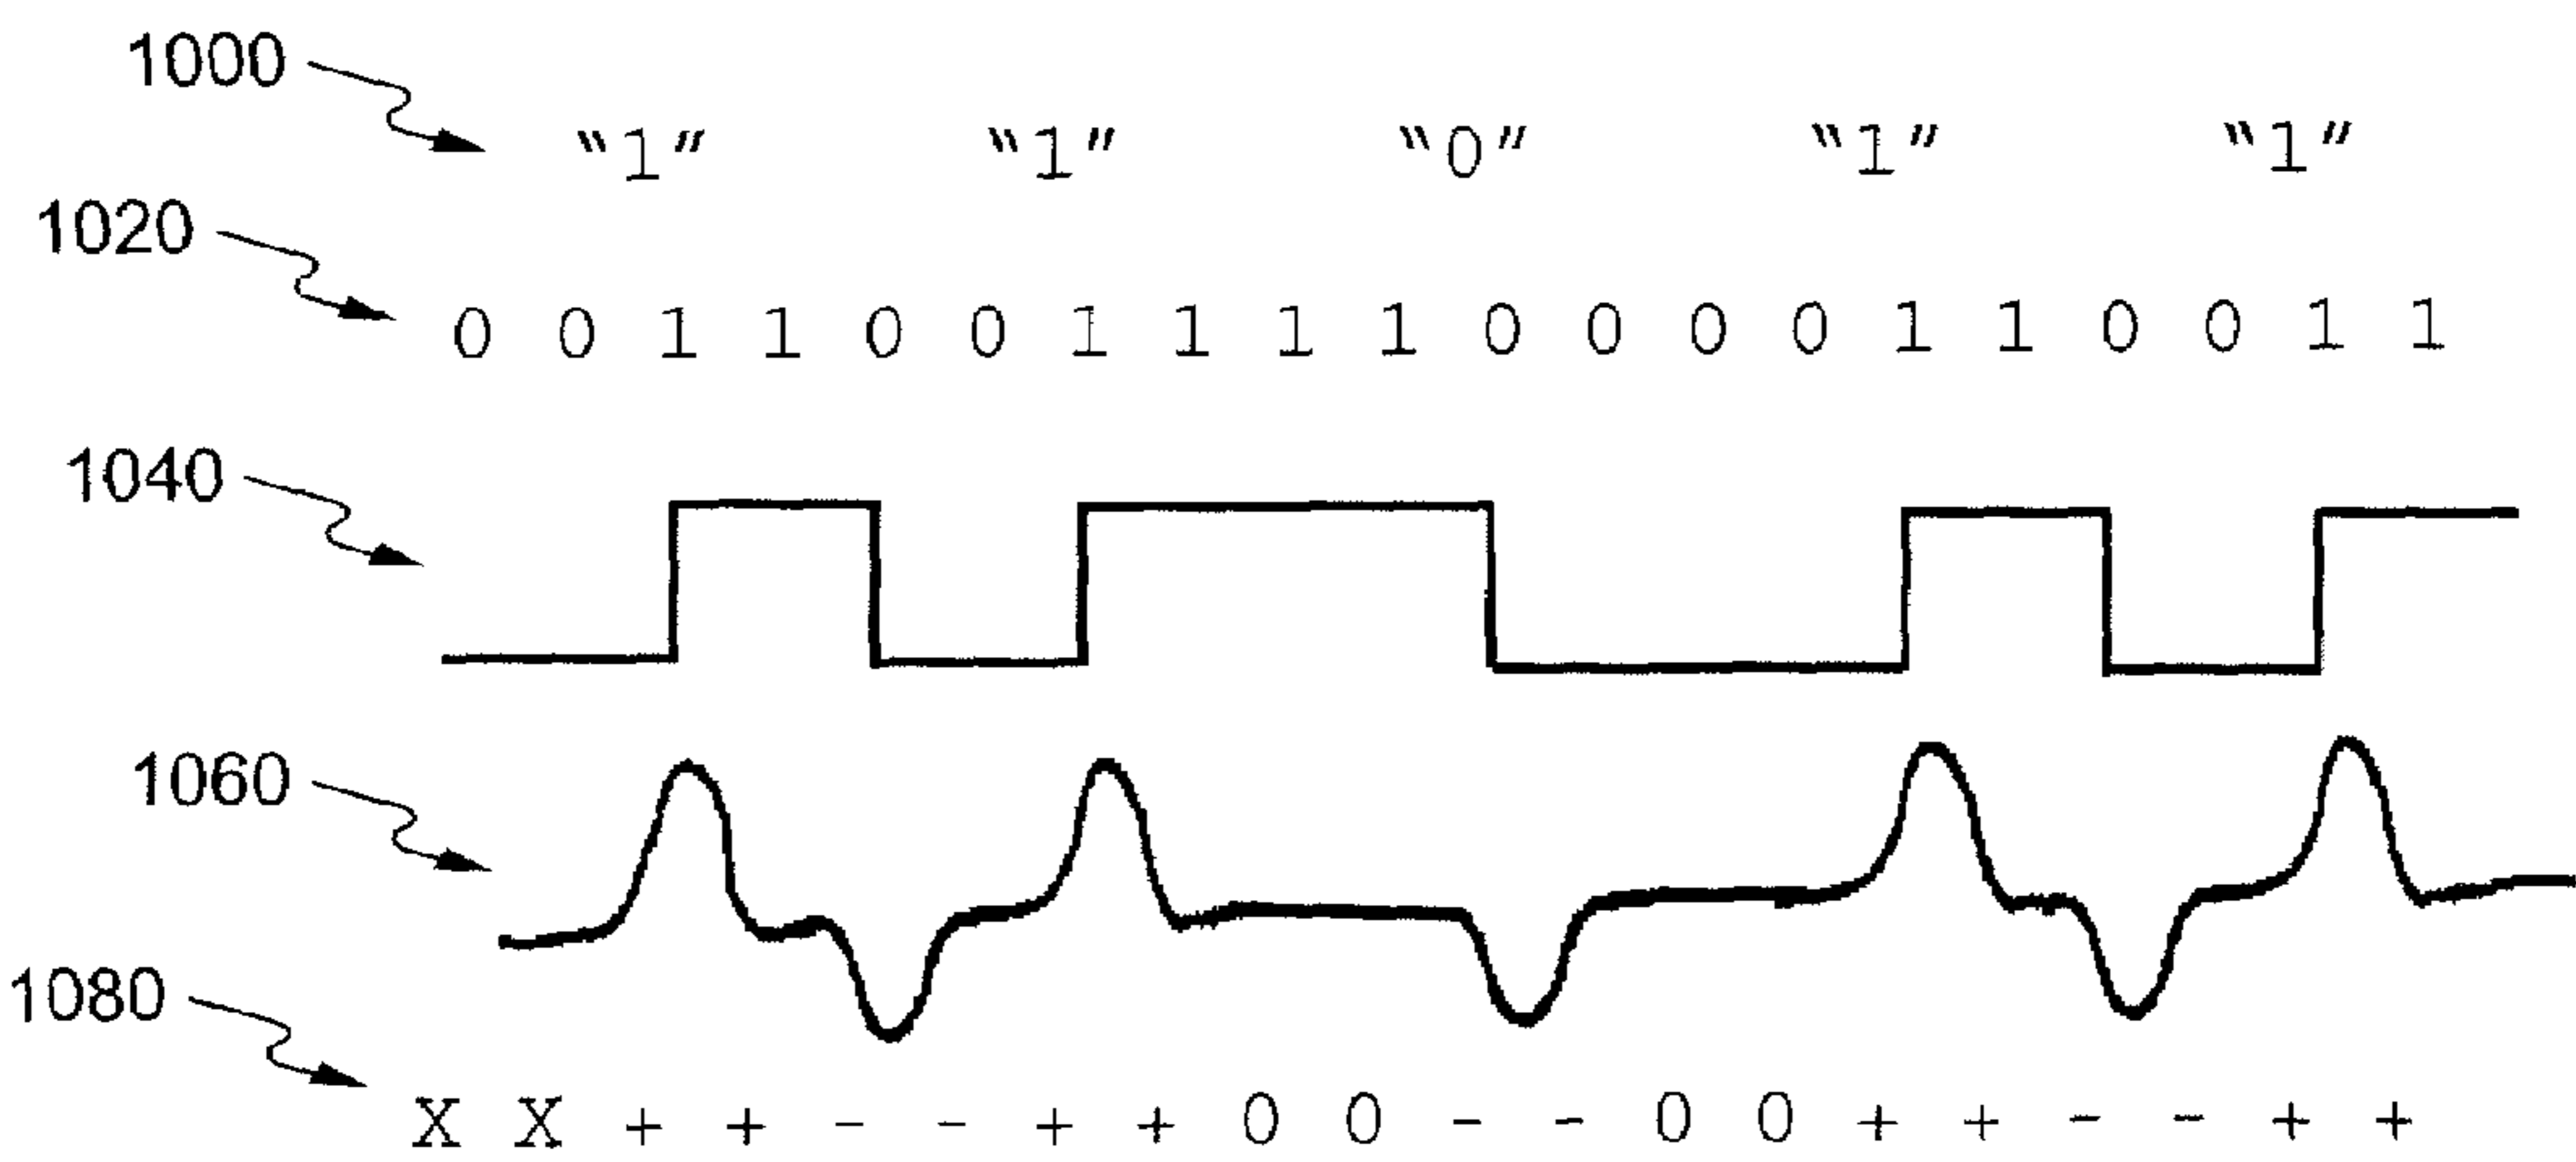 1000
“1” “1” “0” “1” “1”
1020
0 0 1 1 0 0 1 1 1 1 0 0 0 0 1 1 0 0 1 1
1040
1060
1080
X X + + - - + + 0 0 - - 0 0 + + - - + +